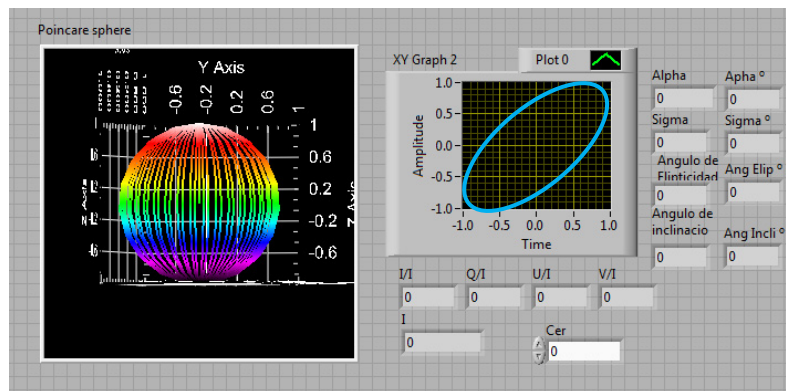 Poincare sphere
Y Axis
-0.6 -0.2 0.2 0.6 1
1
0.6
0.2
-0.2
-0.6
Z Axis
XY Graph 2
Plot 0
Amplitude
1.0
0.5
0.0
-0.5
-1.0
-1.0 -0.5 0.0 0.5 1.0
Time
Alpha Apha º
0 0
Sigma Sigma º
0 0
Angulo de
Elipticidad Ang Elip º
0 0
Angulo de
inclinacio Ang Incli º
0 0
I/I Q/I U/I V/I
0 0 0 0
I
0
Cer
0